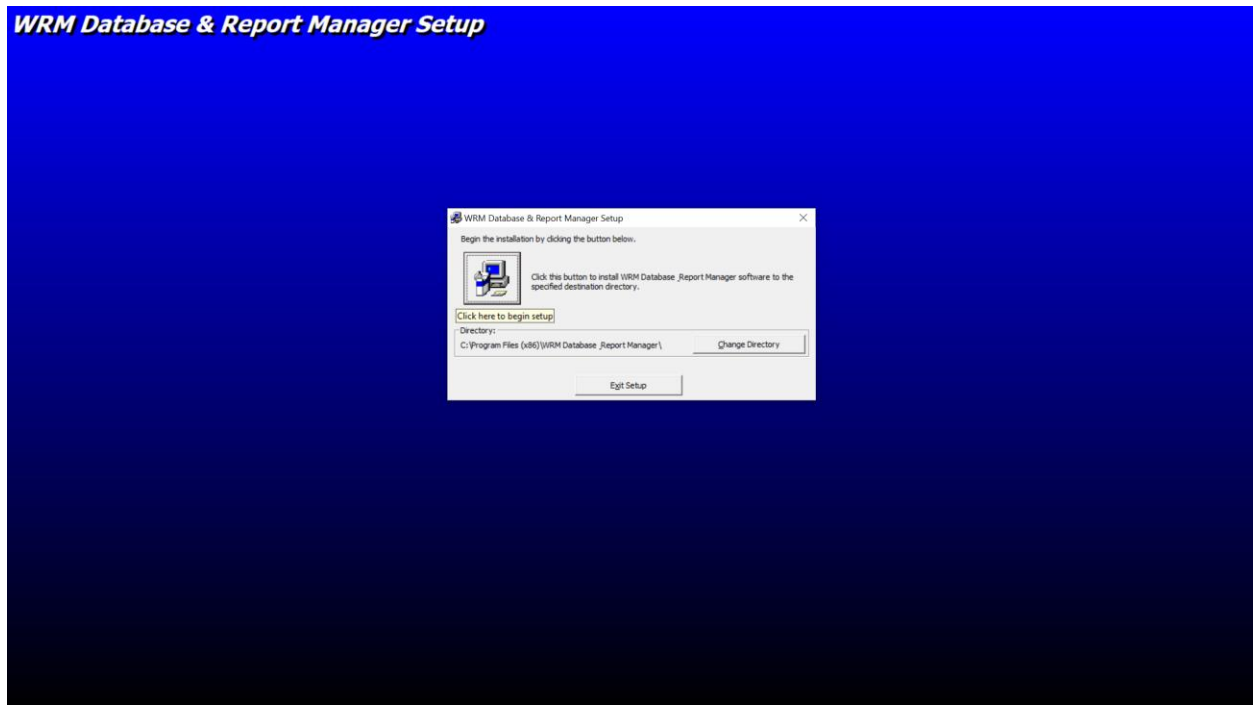 WRM Database & Report Manager Setup
WRM Database & Report Manager Setup
Begin the installation by clicking the button below.
Click this button to install WRM Database _Report Manager software to the
specified destination directory.
Click here to begin setup
Directory:
C:\Program Files (x86)\WRM Database _Report Manager\
Change Directory
Exit Setup